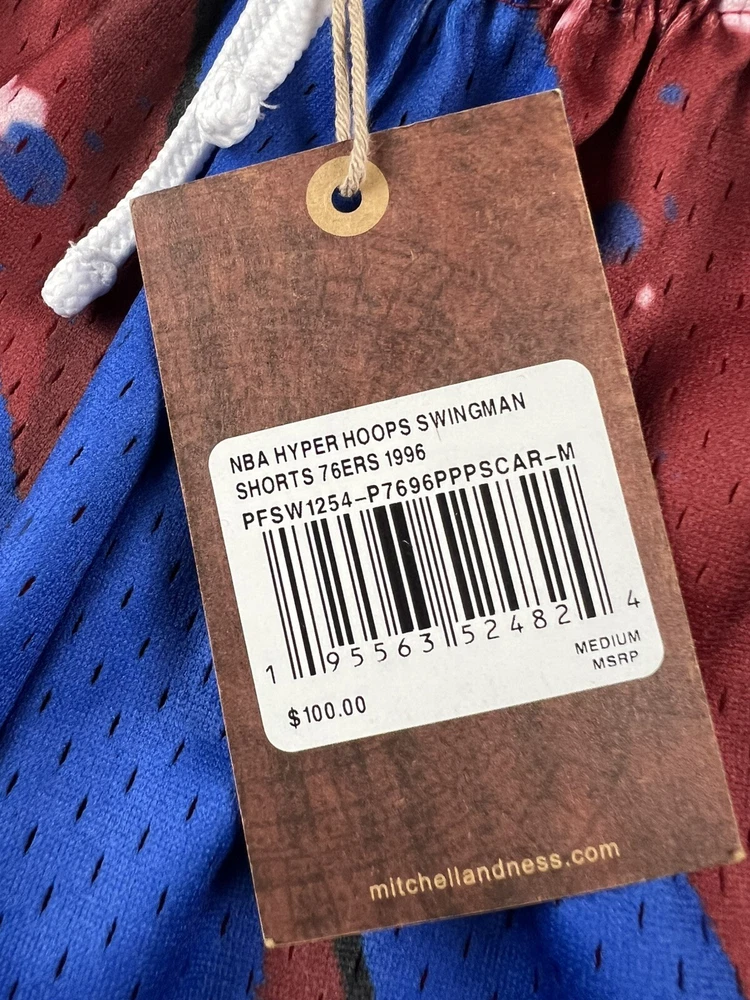 NBA HYPER HOOPS SWINGMAN
SHORTS 76ERS 1996
PFSW1254-P7696PPPSCAR-M
1 95563 52482 4
MEDIUM
MSRP
$100.00
mitchellandness.com